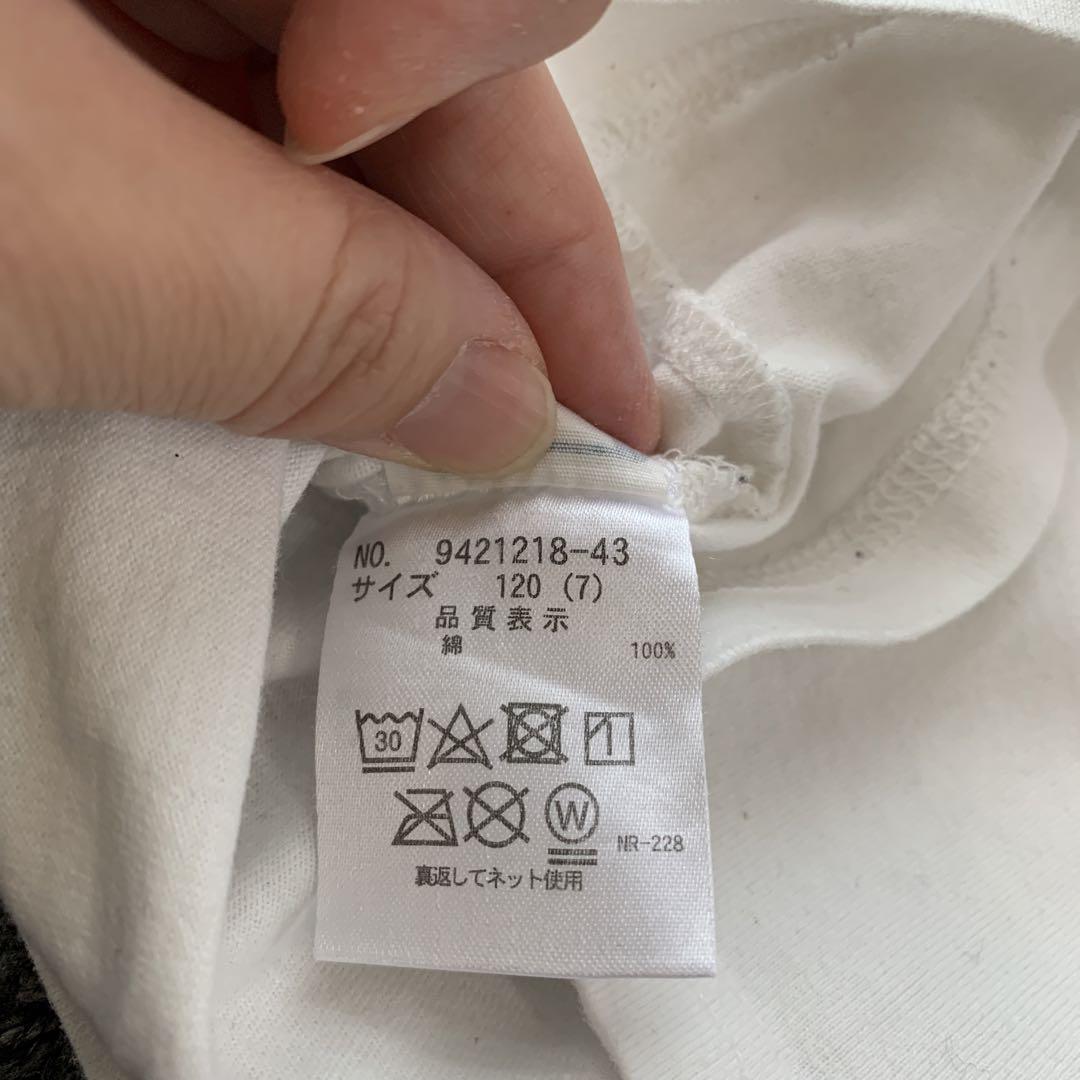 NO. 9421218-43
サイズ 120 (7)
品質表示
綿 100%
30
W
NR-228
裏返してネット使用